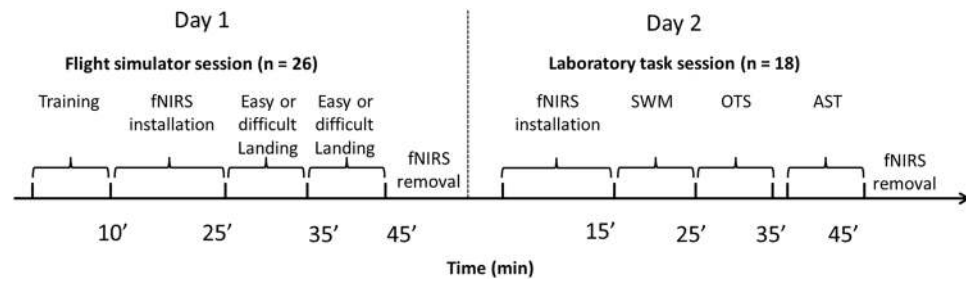 Day 1
Day 2
Flight simulator session (n = 26)
Laboratory task session (n = 18)
Training
fNIRS
installation
Easy or
difficult
Landing
Easy or
difficult
Landing
fNIRS
removal
fNIRS
installation
SWM
OTS
AST
fNIRS
removal
10’
25’
35’
45’
15’
25’
35’
45’
Time (min)